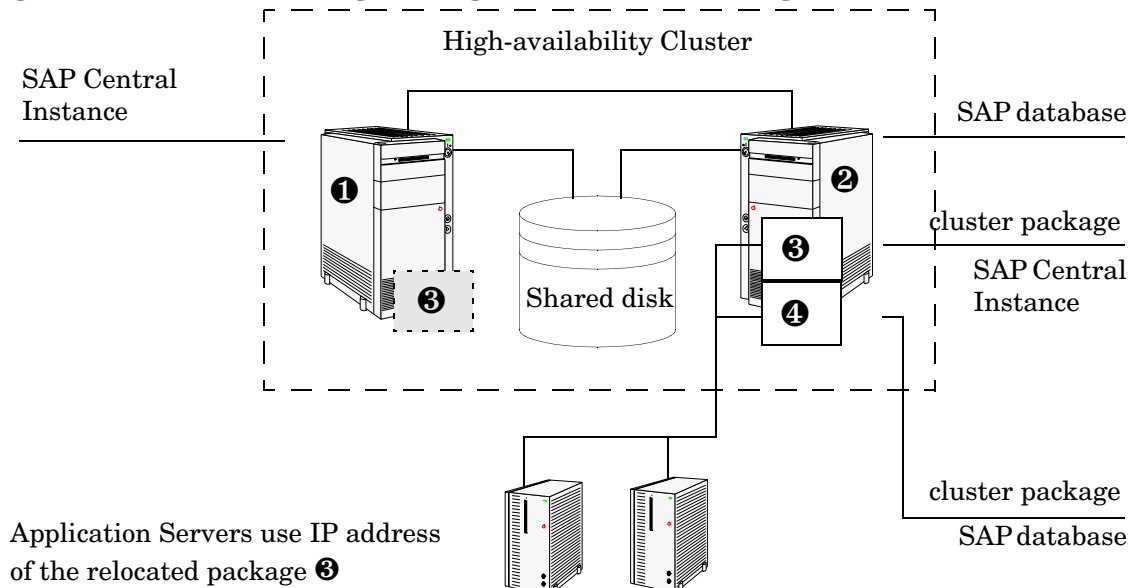 High-availability Cluster
SAP Central
Instance
SAP database
❶
❷
cluster package
❸
SAP Central
Instance
❸
Shared disk
❹
cluster package
SAP database
Application Servers use IP address
of the relocated package ❸